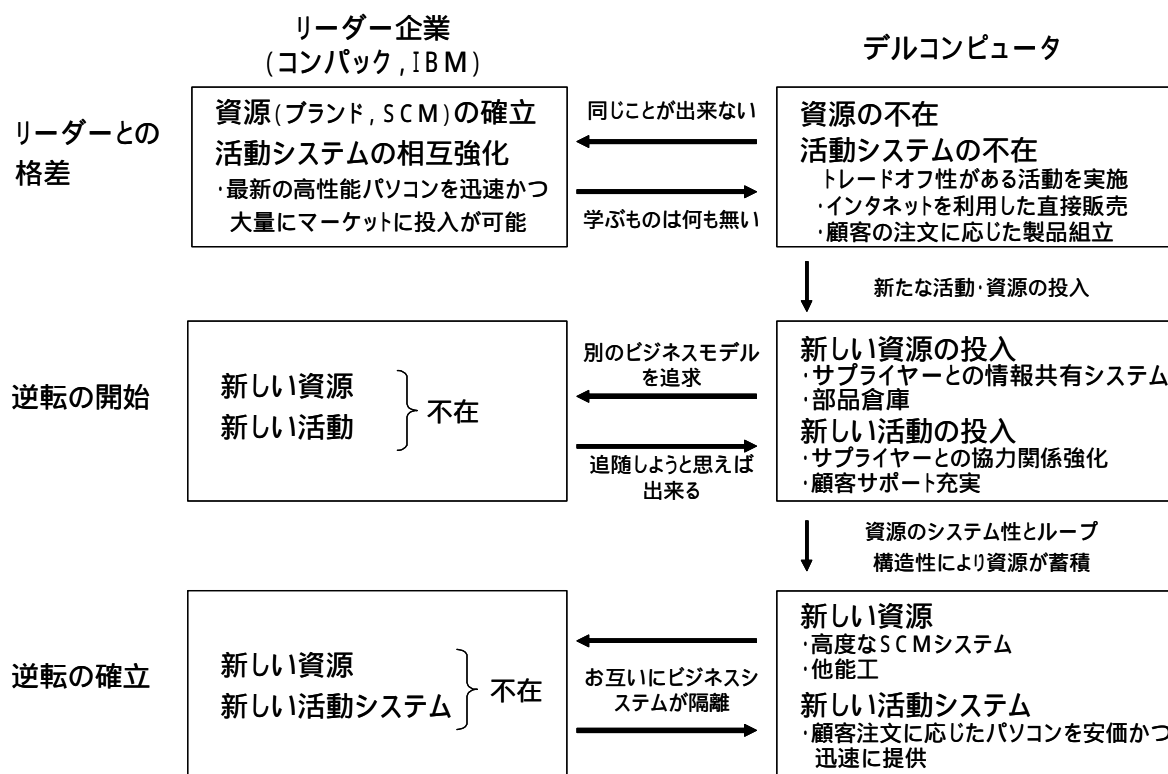 リーダー企業
(コンパック,IBM)
デルコンピュータ
リーダーとの
格差
資源(ブランド,SCM)の確立
活動システムの相互強化
・最新の高性能パソコンを迅速かつ
大量にマーケットに投入が可能
同じことが出来ない
学ぶものは何も無い
資源の不在
活動システムの不在
トレードオフ性がある活動を実施
・インタネットを利用した直接販売
・顧客の注文に応じた製品組立
新たな活動・資源の投入
逆転の開始
新しい資源
新しい活動
不在
別のビジネスモデル
を追求
追随しようと思えば
出来る
新しい資源の投入
・サプライヤーとの情報共有システム
・部品倉庫
新しい活動の投入
・サプライヤーとの協力関係強化
・顧客サポート充実
資源のシステム性とループ
構造性により資源が蓄積
逆転の確立
新しい資源
新しい活動システム
不在
お互いにビジネスシ
ステムが隔離
新しい資源
・高度なSCMシステム
・他能工
新しい活動システム
・顧客注文に応じたパソコンを安価かつ
迅速に提供